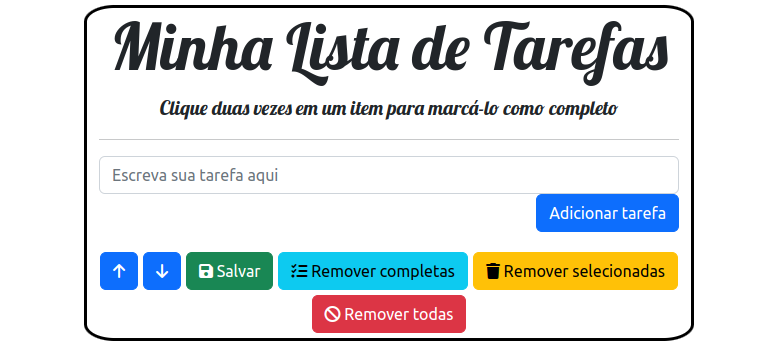 Minha Lista de Tarefas
Clique duas vezes em um item para marcá-lo como completo
Escreva sua tarefa aqui
Adicionar tarefa
Salvar Remover completas Remover selecionadas
Remover todas